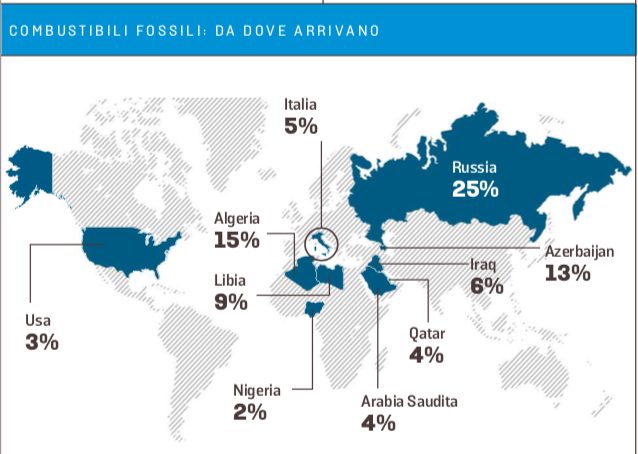 COMBUSTIBILI FOSSILI: DA DOVE ARRIVANO
Italia
5%
Russia
25%
Algeria
15%
Azerbaijan
13%
Libia
9%
Iraq
6%
Usa
3%
Qatar
4%
Nigeria
2%
Arabia Saudita
4%